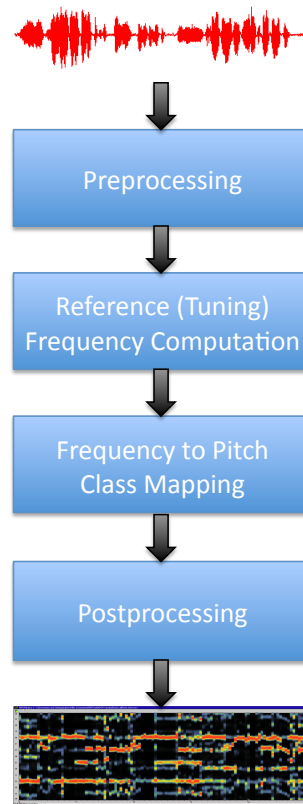 Preprocessing
Reference (Tuning)
Frequency Computation
Frequency to Pitch
Class Mapping
Postprocessing